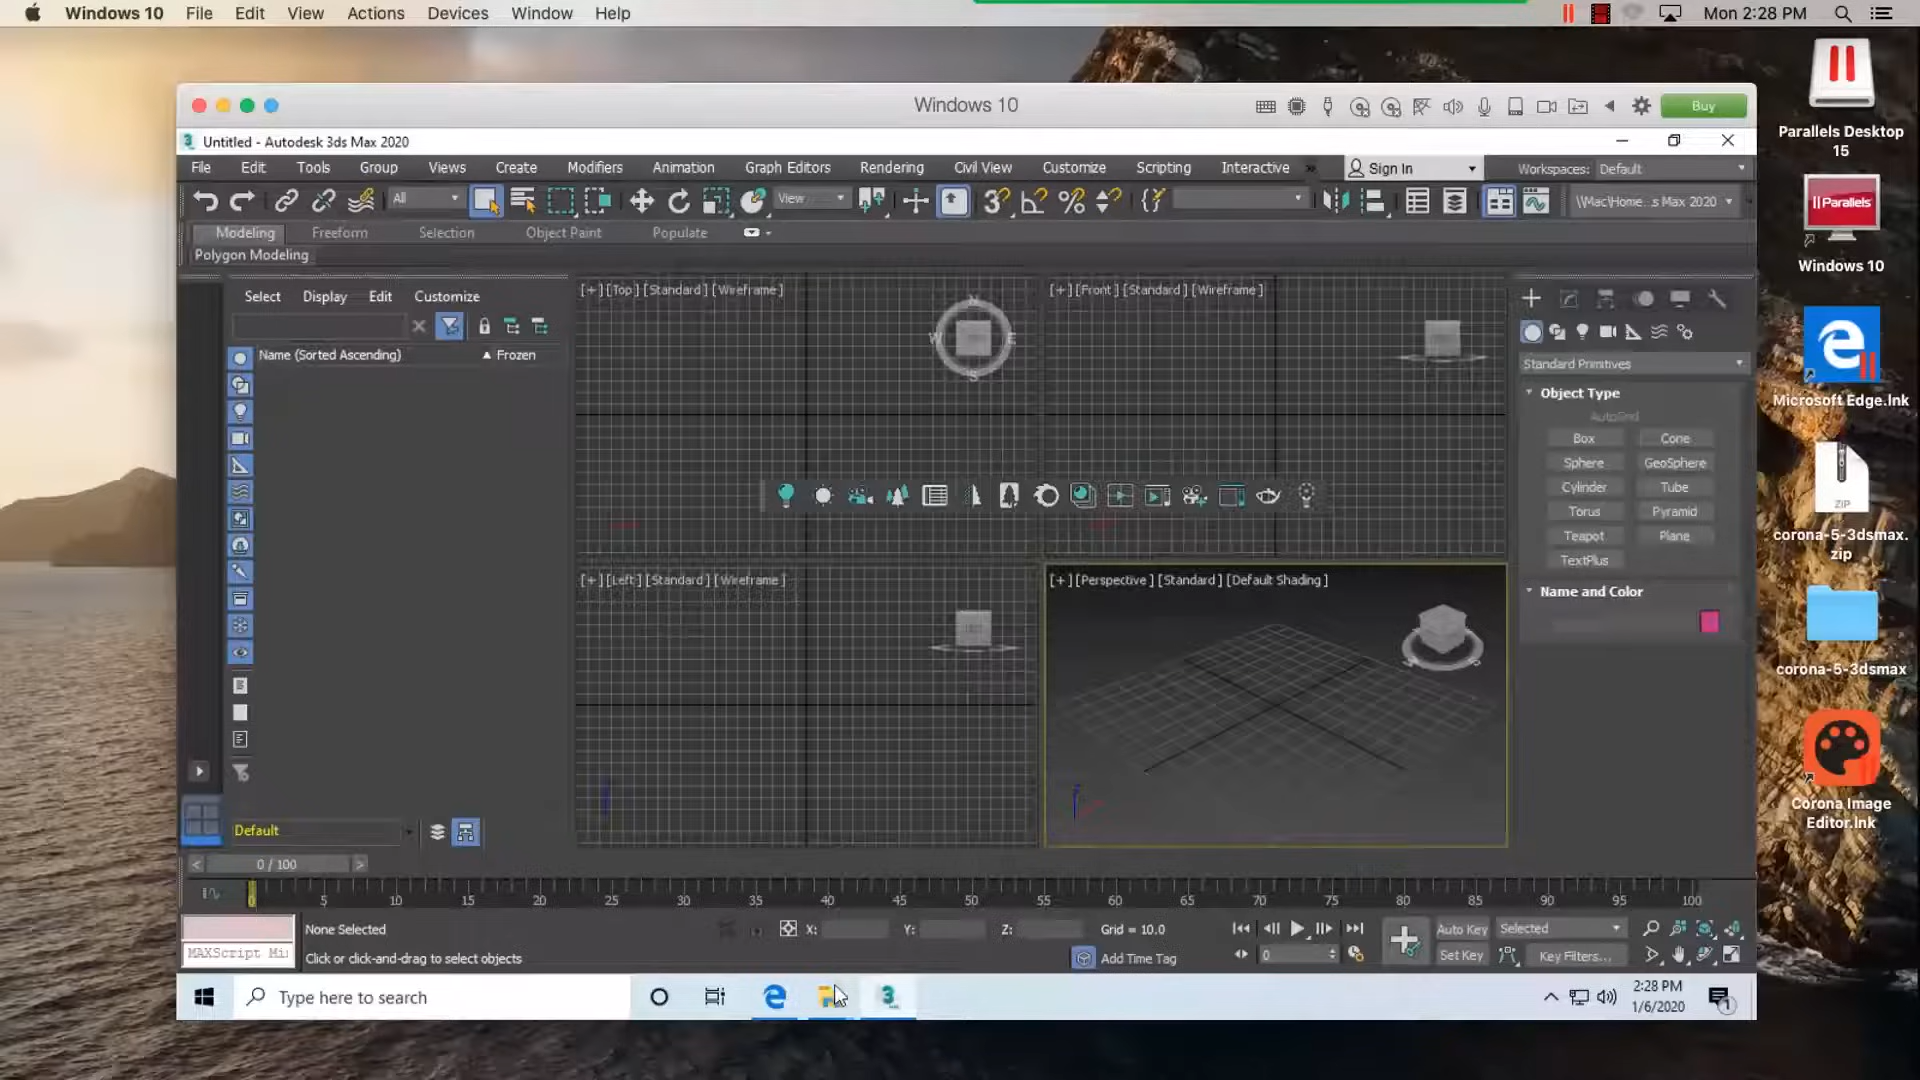 Windows 10 File Edit View Actions Devices Window Help
Mon 2:28 PM
Windows 10
Buy
Untitled - Autodesk 3ds Max 2020
File Edit Tools Group Views Create Modifiers Animation Graph Editors Rendering Civil View Customize Scripting Interactive
Sign In
Workspaces: Default
All
View
\\Mac\Home...s Max 2020
Modeling Freeform Selection Object Paint Populate
Polygon Modeling
Select Display Edit Customize
Name (Sorted Ascending)
Frozen
[+] [Top] [Standard] [Wireframe]
N
W
E
S
[+] [Front] [Standard] [Wireframe]
[+] [Left] [Standard] [Wireframe]
[+] [Perspective] [Standard] [Default Shading]
Standard Primitives
Object Type
AutoGrid
Box Cone
Sphere GeoSphere
Cylinder Tube
Torus Pyramid
Teapot Plane
TextPlus
Name and Color
Default
0 / 100
0 5 10 15 20 25 30 35 40 45 50 55 60 65 70 75 80 85 90 95 100
None Selected
X:
Y:
Z:
Grid = 10.0
Auto Key
Selected
MAXScript Mi
Click or click-and-drag to select objects
Add Time Tag
0
Set Key
Key Filters...
Type here to search
2:28 PM
1/6/2020
1
Parallels Desktop
15
Parallels
Windows 10
Microsoft Edge.lnk
ZIP
corona-5-3dsmax.
zip
corona-5-3dsmax
Corona Image
Editor.lnk